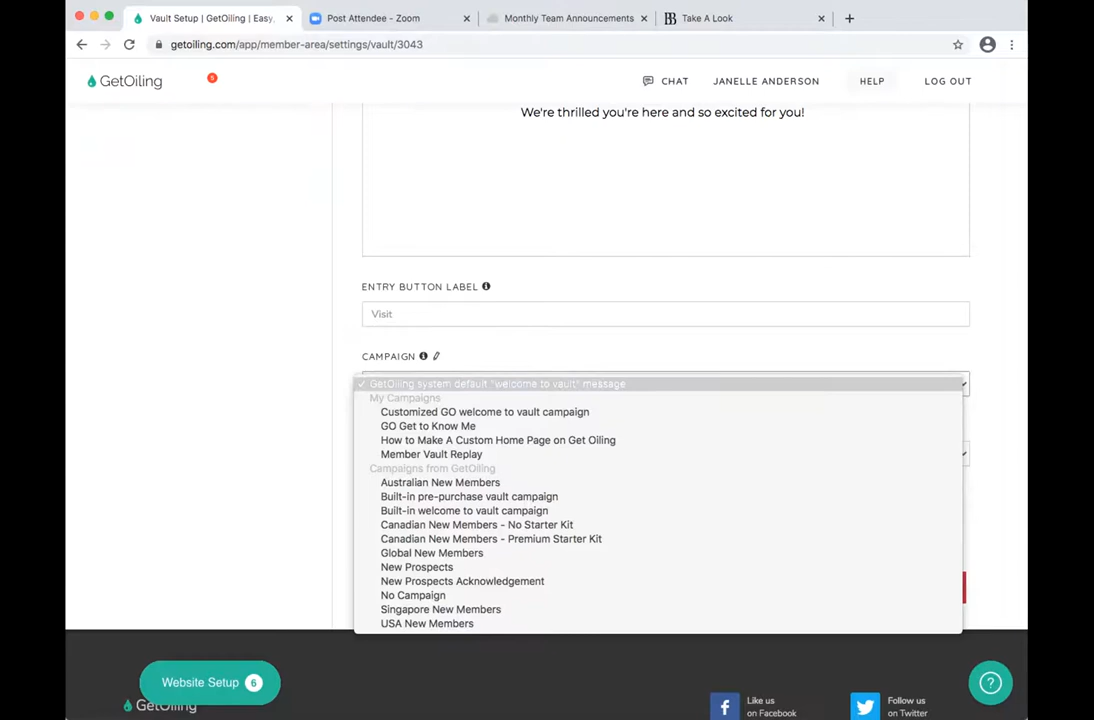 Vault Setup | GetOiling | Easy,
Post Attendee - Zoom
Monthly Team Announcements
Take A Look
getoiling.com/app/member-area/settings/vault/3043
GetOiling
5
CHAT
JANELLE ANDERSON
HELP
LOG OUT
We're thrilled you're here and so excited for you!
ENTRY BUTTON LABEL
Visit
CAMPAIGN
GetOiling system default "welcome to vault" message
My Campaigns
Customized GO welcome to vault campaign
GO Get to Know Me
How to Make A Custom Home Page on Get Oiling
Member Vault Replay
Campaigns from GetOiling
Australian New Members
Built-in pre-purchase vault campaign
Built-in welcome to vault campaign
Canadian New Members - No Starter Kit
Canadian New Members - Premium Starter Kit
Global New Members
New Prospects
New Prospects Acknowledgement
No Campaign
Singapore New Members
USA New Members
Website Setup 6
GetOiling
Like us
on Facebook
Follow us
on Twitter